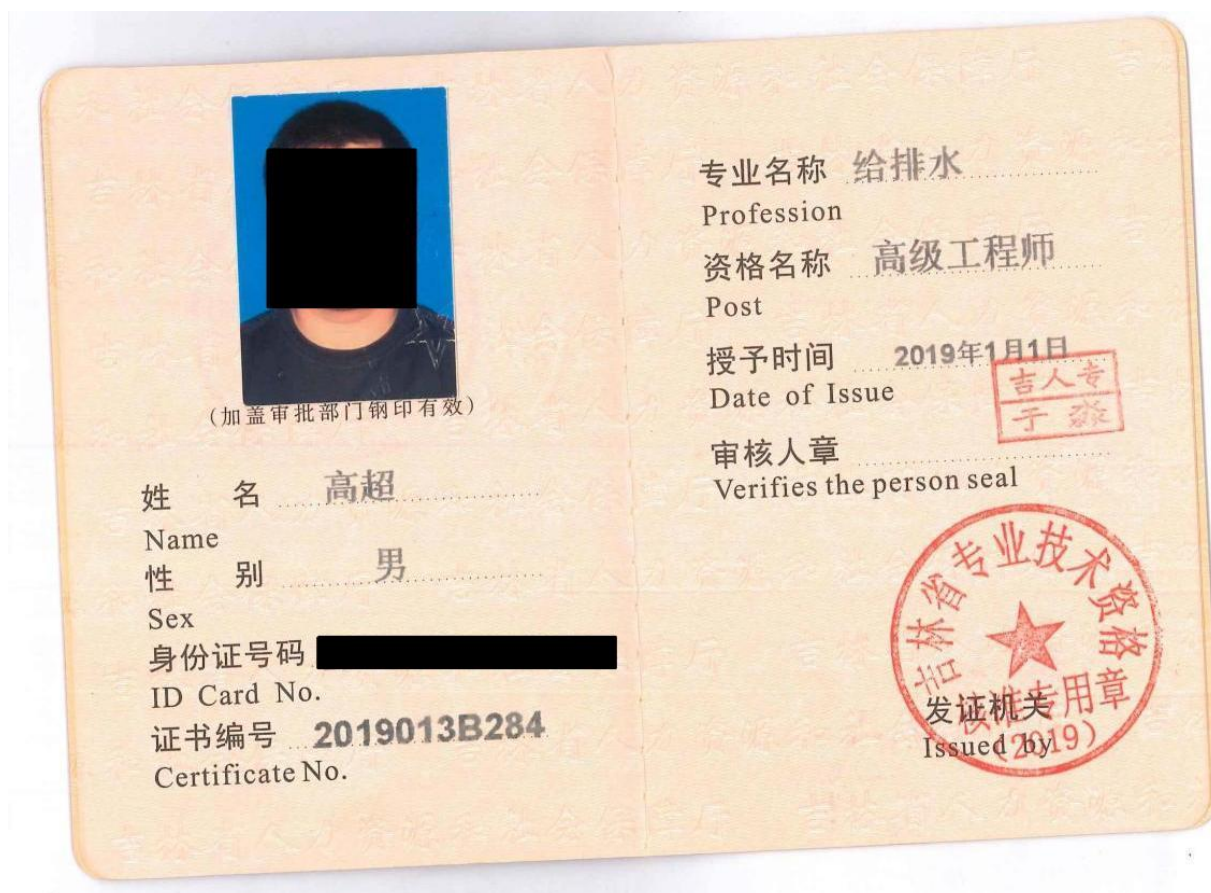 (加盖审批部门钢印有效)
姓 名 高超
Name
性 别 男
Sex
身份证号码
ID Card No.
证书编号 2019013B284
Certificate No.
专业名称 给排水
Profession
资格名称 高级工程师
Post
授予时间 2019年1月1日
Date of Issue
吉人专
于淼
审核人章
Verifies the person seal
吉林省专业技术资格
核准专用章
(2019)
发证机关
Issued by